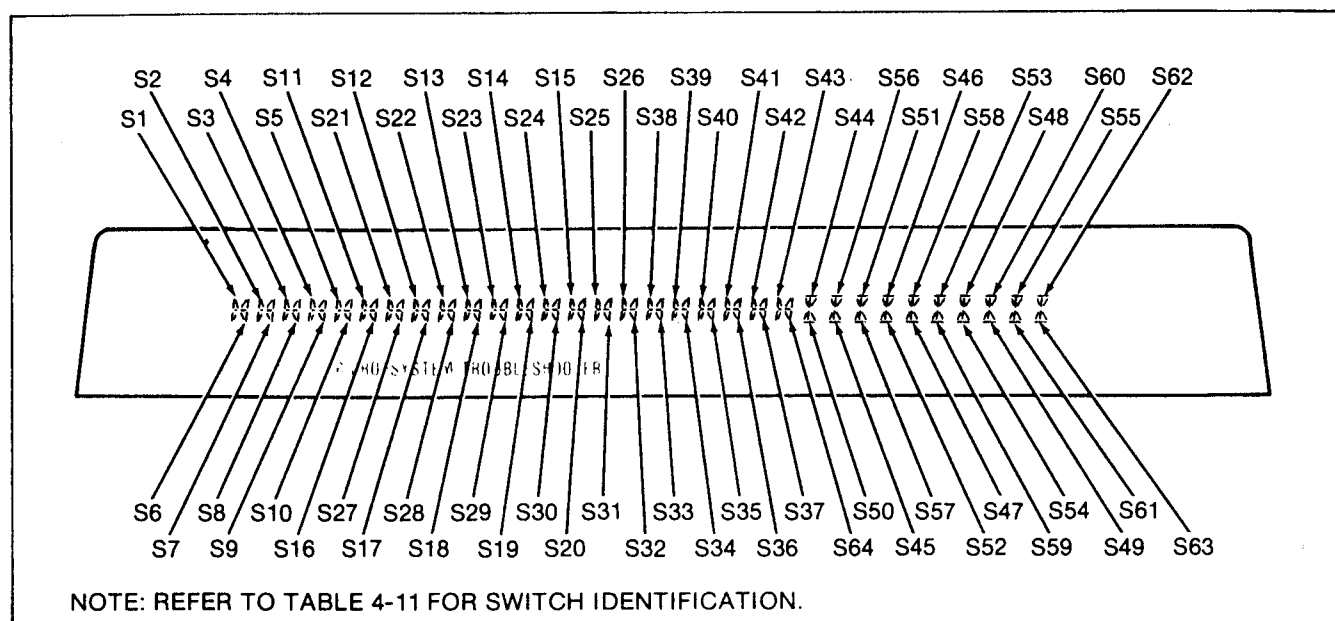 S2 S4 S11 S12 S13 S14 S15 S26 S39 S41 S43 S56 S46 S53 S60 S62
S1 S3 S5 S21 S22 S23 S24 S25 S38 S40 S42 S44 S51 S58 S48 S55
SYSTEM TROUBLESHOOTER
S6 S8 S10 S27 S28 S29 S30 S31 S33 S35 S37 S50 S57 S47 S54 S61
S7 S9 S16 S17 S18 S19 S20 S32 S34 S36 S64 S45 S52 S59 S49 S63
NOTE: REFER TO TABLE 4-11 FOR SWITCH IDENTIFICATION.